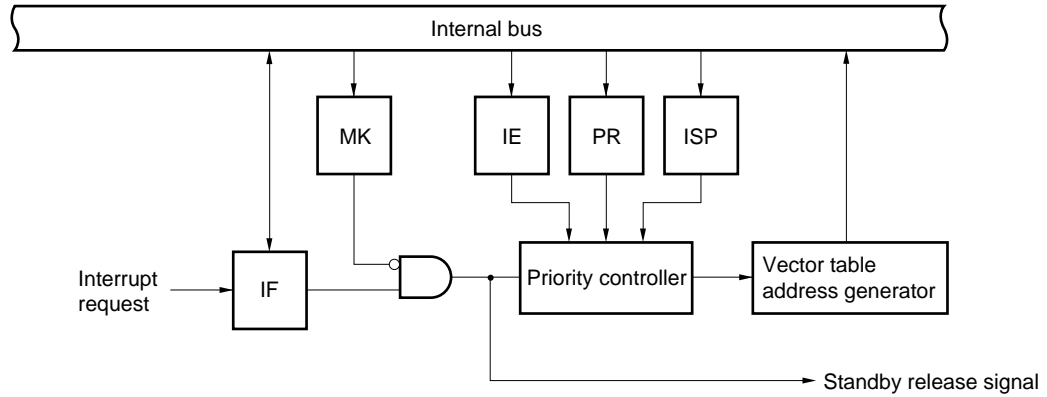 Internal bus
MK
IE
PR
ISP
Interrupt
request
IF
Priority controller
Vector table
address generator
Standby release signal